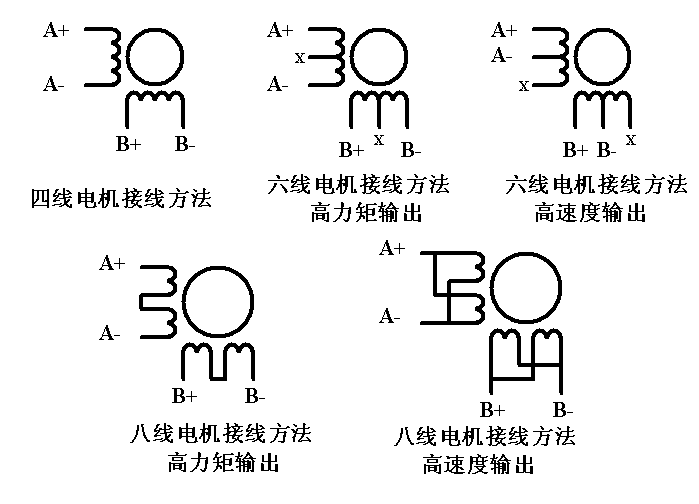 A+ A+ A+
x A-
A- A- x
B+ B- B+ x B- B+ B- x
四线电机接线方法 六线电机接线方法 六线电机接线方法
高力矩输出 高速度输出
A+ A+
A- A-
B+ B- B+ B-
八线电机接线方法 八线电机接线方法
高力矩输出 高速度输出